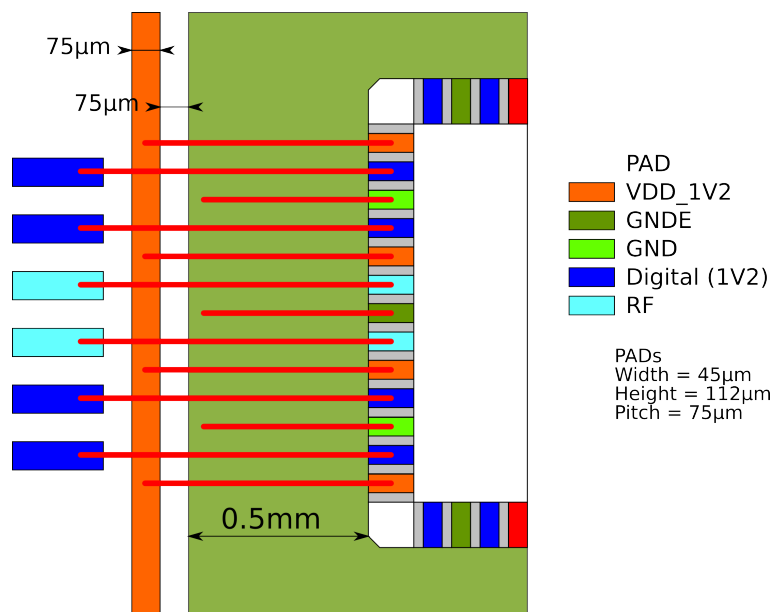 75µm
75µm
0.5mm
PAD
VDD_1V2
GNDE
GND
Digital (1V2)
RF
PADs
Width = 45µm
Height = 112µm
Pitch = 75µm